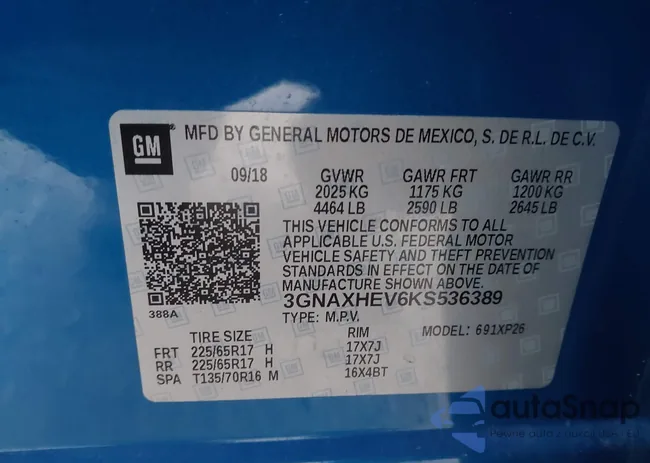 GM
MFD BY GENERAL MOTORS DE MEXICO, S. DE R.L. DE C.V.
09/18 GVWR GAWR FRT GAWR RR
2025 KG 1175 KG 1200 KG
4464 LB 2590 LB 2645 LB
THIS VEHICLE CONFORMS TO ALL
APPLICABLE U.S. FEDERAL MOTOR
VEHICLE SAFETY AND THEFT PREVENTION
STANDARDS IN EFFECT ON THE DATE OF
MANUFACTURE SHOWN ABOVE.
3GNAXHEV6KS536389
388A
TYPE: M.P.V. MODEL: 691XP26
TIRE SIZE RIM
FRT 225/65R17 H 17X7J
RR 225/65R17 H 17X7J
SPA T135/70R16 M 16X4BT
autoSnap